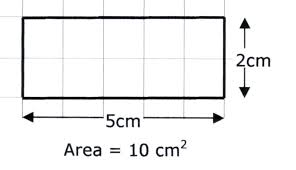 2cm
5cm
Area = 10 cm²